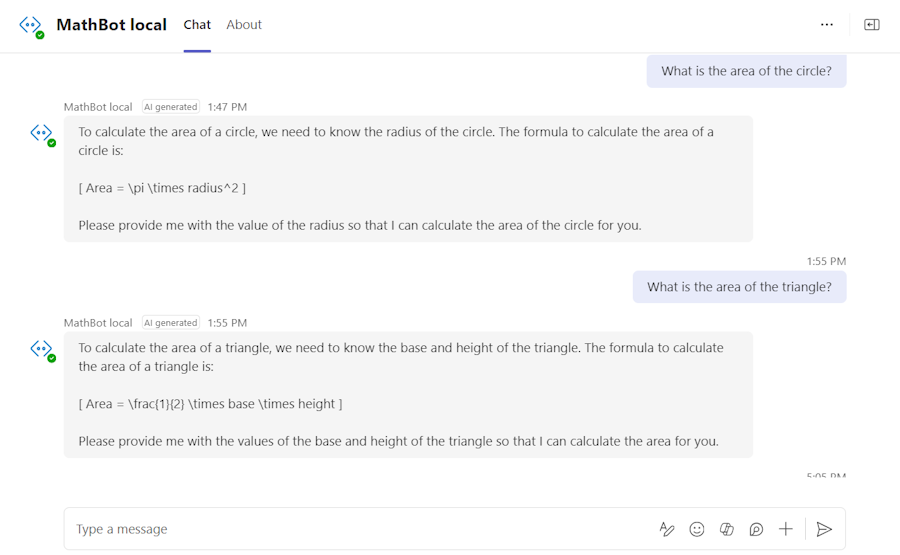 MathBot local Chat About
What is the area of the circle?
MathBot local AI generated 1:47 PM
To calculate the area of a circle, we need to know the radius of the circle. The formula to calculate the area of a
circle is:
[ Area = \pi \times radius^2 ]
Please provide me with the value of the radius so that I can calculate the area of the circle for you.
1:55 PM
What is the area of the triangle?
MathBot local AI generated 1:55 PM
To calculate the area of a triangle, we need to know the base and height of the triangle. The formula to calculate
the area of a triangle is:
[ Area = \frac{1}{2} \times base \times height ]
Please provide me with the values of the base and height of the triangle so that I can calculate the area for you.
5:05 PM
Type a message